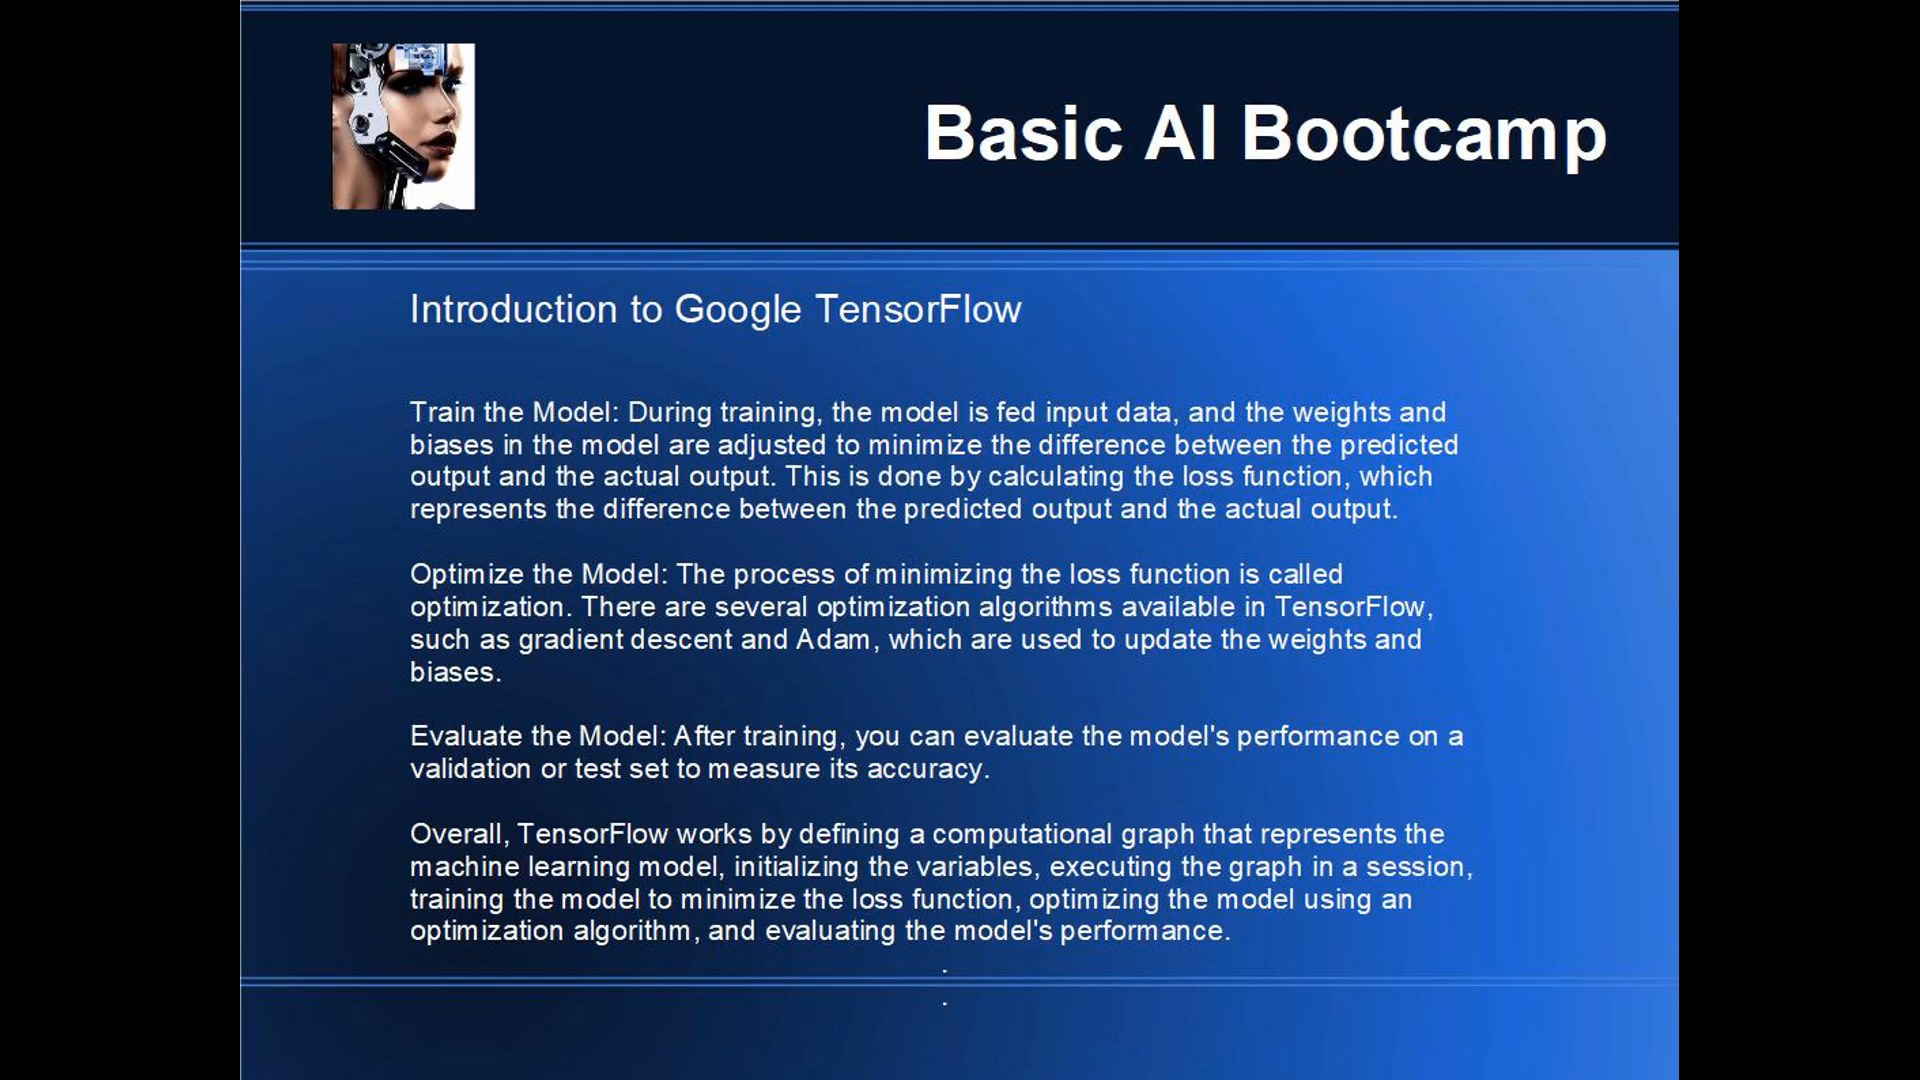 Basic AI Bootcamp
Introduction to Google TensorFlow
Train the Model: During training, the model is fed input data, and the weights and
biases in the model are adjusted to minimize the difference between the predicted
output and the actual output. This is done by calculating the loss function, which
represents the difference between the predicted output and the actual output.
Optimize the Model: The process of minimizing the loss function is called
optimization. There are several optimization algorithms available in TensorFlow,
such as gradient descent and Adam, which are used to update the weights and
biases.
Evaluate the Model: After training, you can evaluate the model's performance on a
validation or test set to measure its accuracy.
Overall, TensorFlow works by defining a computational graph that represents the
machine learning model, initializing the variables, executing the graph in a session,
training the model to minimize the loss function, optimizing the model using an
optimization algorithm, and evaluating the model's performance.
.
.